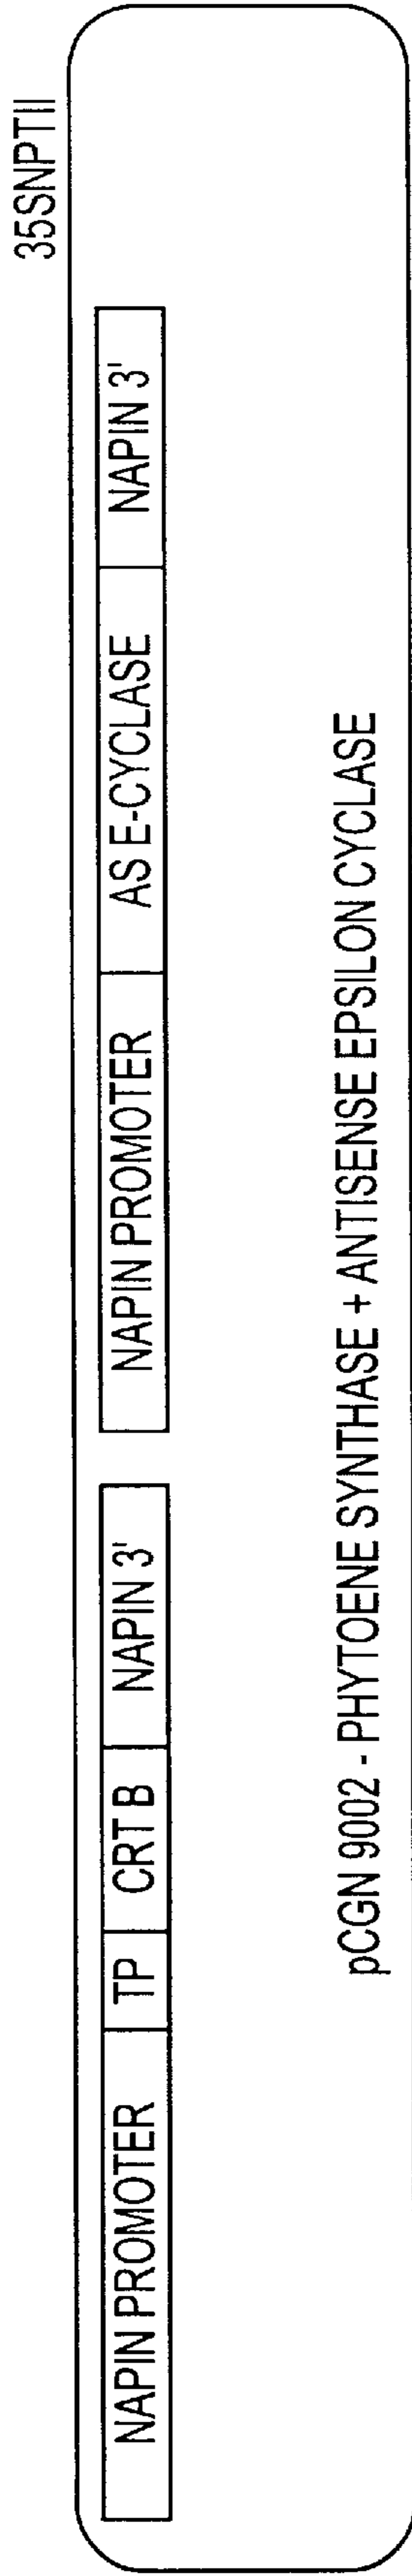 35SNPTII
NAPIN PROMOTER TP CRT B NAPIN 3' NAPIN PROMOTER AS E-CYCLASE NAPIN 3'
pCGN 9002 - PHYTOENE SYNTHASE + ANTISENSE EPSILON CYCLASE